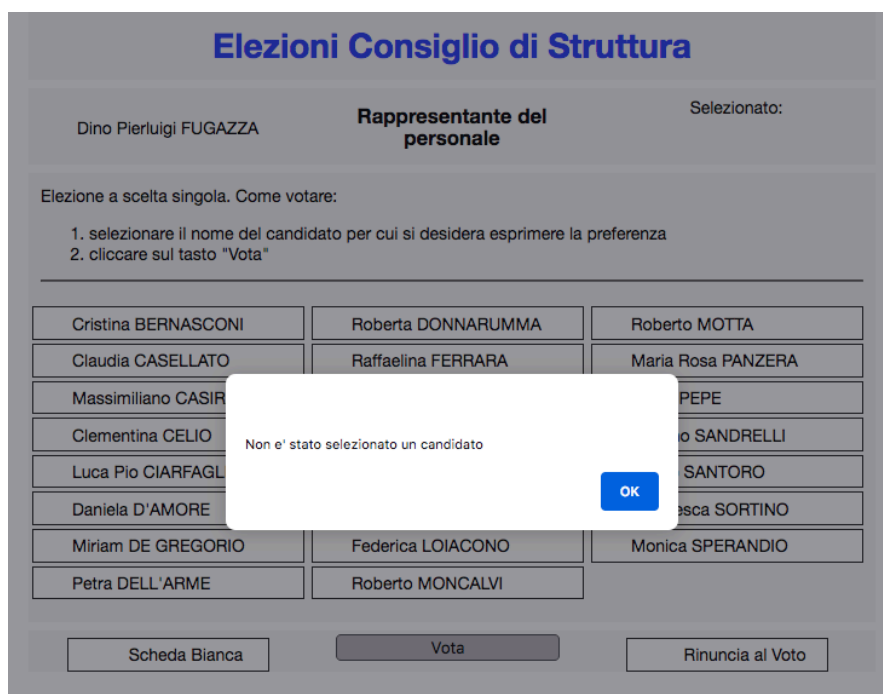 Elezioni Consiglio di Struttura
Dino Pierluigi FUGAZZA
Rappresentante del
personale
Selezionato:
Elezione a scelta singola. Come votare:
1. selezionare il nome del candidato per cui si desidera esprimere la preferenza
2. cliccare sul tasto "Vota"
Cristina BERNASCONI Roberta DONNARUMMA Roberto MOTTA
Claudia CASELLATO Raffaelina FERRARA Maria Rosa PANZERA
Massimiliano PEPE
Clementina CELIO SANDRELLI
Luca Pio SANTORO
Daniela D'AMORE SORTINO
Non e' stato selezionato un candidato
OK
Miriam DE GREGORIO Federica LOIACONO Monica SPERANDIO
Petra DELL'ARME Roberto MONCALVI
Scheda Bianca Vota Rinuncia al Voto